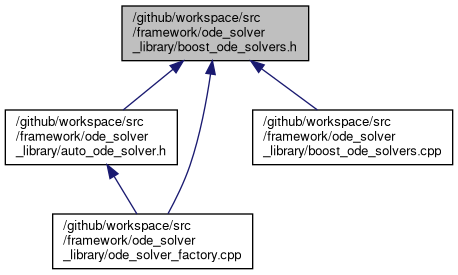 /github/workspace/src
/framework/ode_solver
_library/boost_ode_solvers.h
/github/workspace/src
/framework/ode_solver
_library/auto_ode_solver.h
/github/workspace/src
/framework/ode_solver
_library/boost_ode_solvers.cpp
/github/workspace/src
/framework/ode_solver
_library/ode_solver_factory.cpp